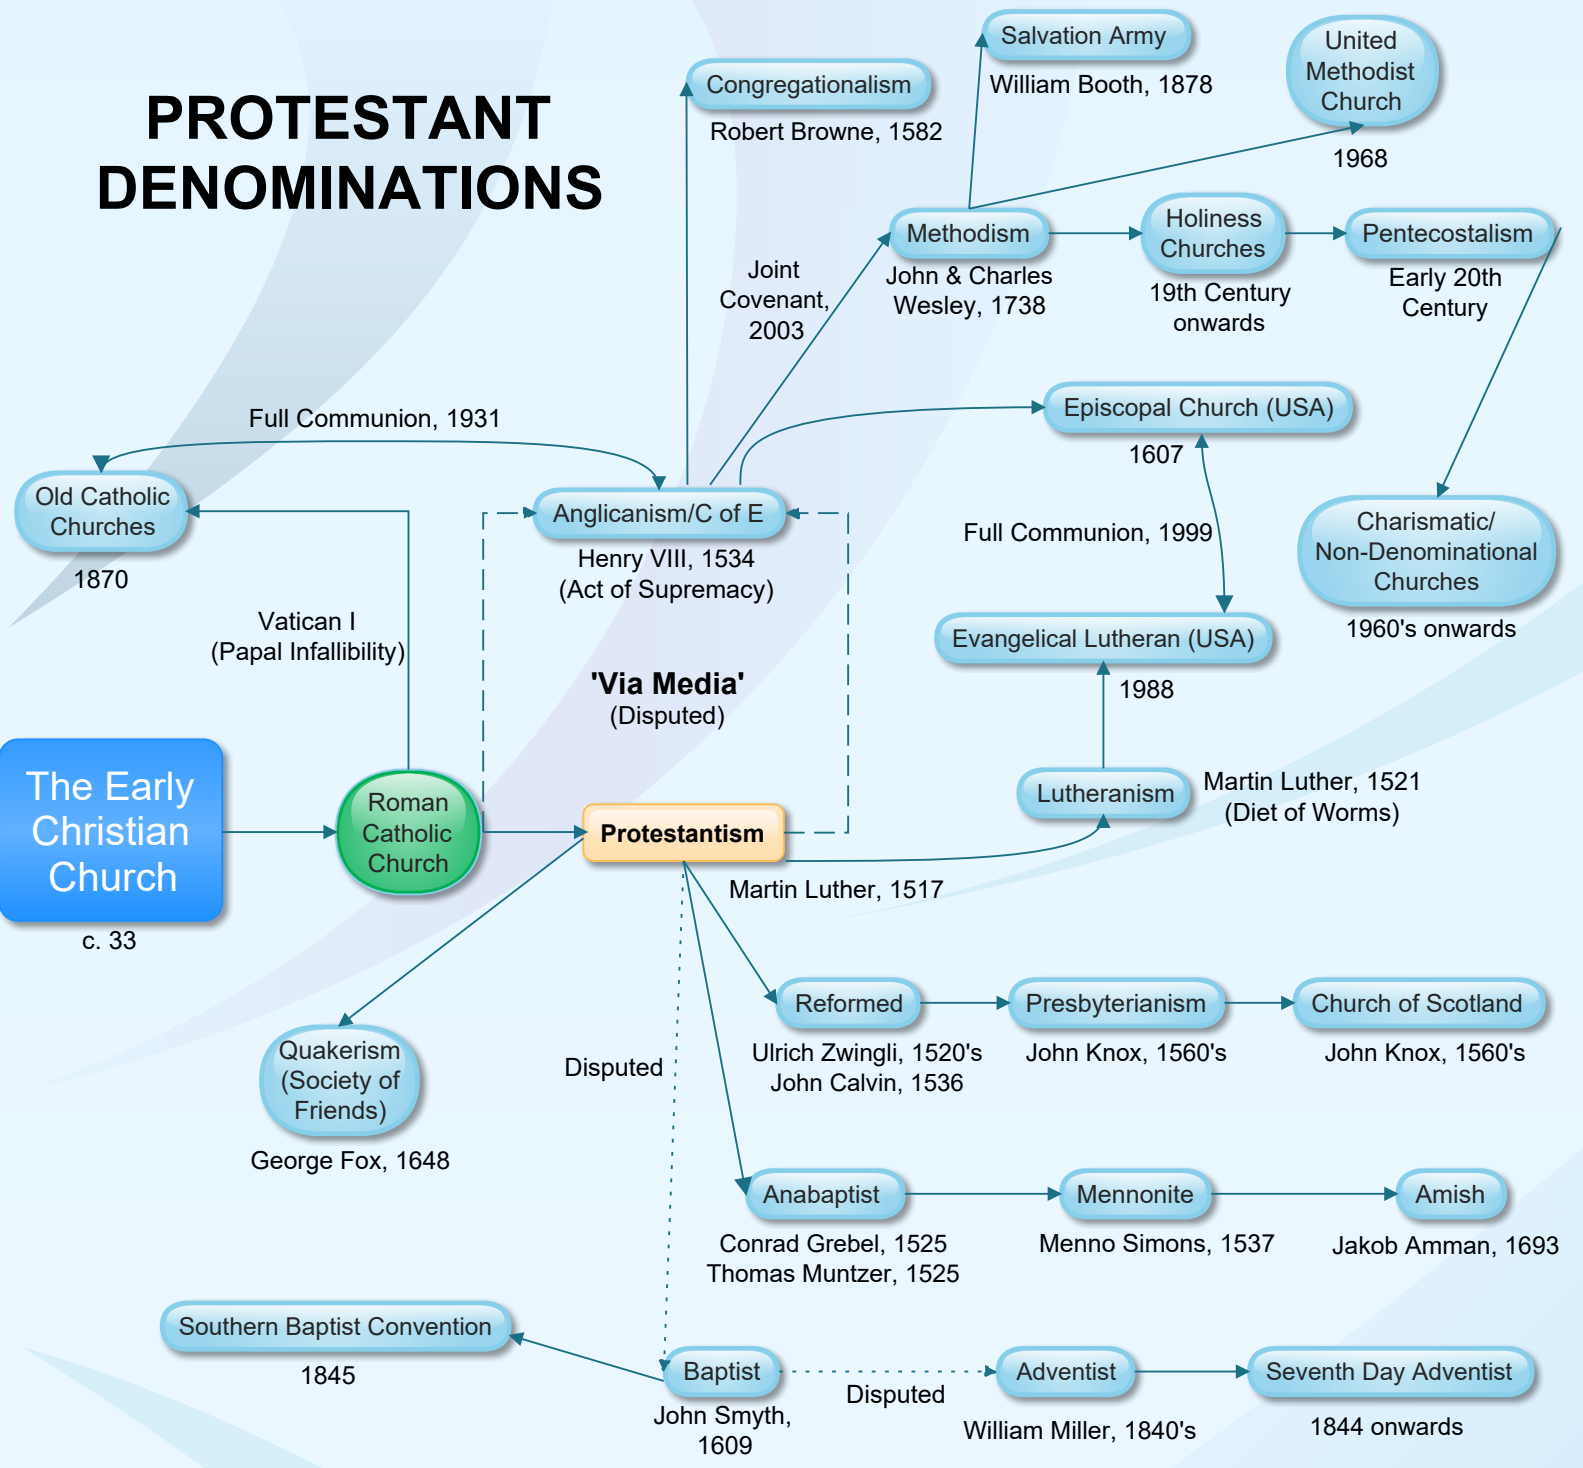 PROTESTANT
DENOMINATIONS
Congregationalism
Robert Browne, 1582
Salvation Army
William Booth, 1878
United
Methodist
Church
1968
Methodism
John & Charles
Wesley, 1738
Holiness
Churches
19th Century
onwards
Pentecostalism
Early 20th
Century
Joint
Covenant,
2003
Full Communion, 1931
Episcopal Church (USA)
1607
Old Catholic
Churches
1870
Anglicanism/C of E
Henry VIII, 1534
(Act of Supremacy)
Full Communion, 1999
Charismatic/
Non-Denominational
Churches
1960's onwards
Vatican I
(Papal Infallibility)
'Via Media'
(Disputed)
Evangelical Lutheran (USA)
1988
The Early
Christian
Church
c. 33
Roman
Catholic
Church
Protestantism
Lutheranism
Martin Luther, 1521
(Diet of Worms)
Martin Luther, 1517
Quakerism
(Society of
Friends)
George Fox, 1648
Disputed
Reformed
Ulrich Zwingli, 1520's
John Calvin, 1536
Presbyterianism
John Knox, 1560's
Church of Scotland
John Knox, 1560's
Anabaptist
Conrad Grebel, 1525
Thomas Muntzer, 1525
Mennonite
Menno Simons, 1537
Amish
Jakob Amman, 1693
Southern Baptist Convention
1845
Baptist
John Smyth,
1609
Disputed
Adventist
William Miller, 1840's
Seventh Day Adventist
1844 onwards